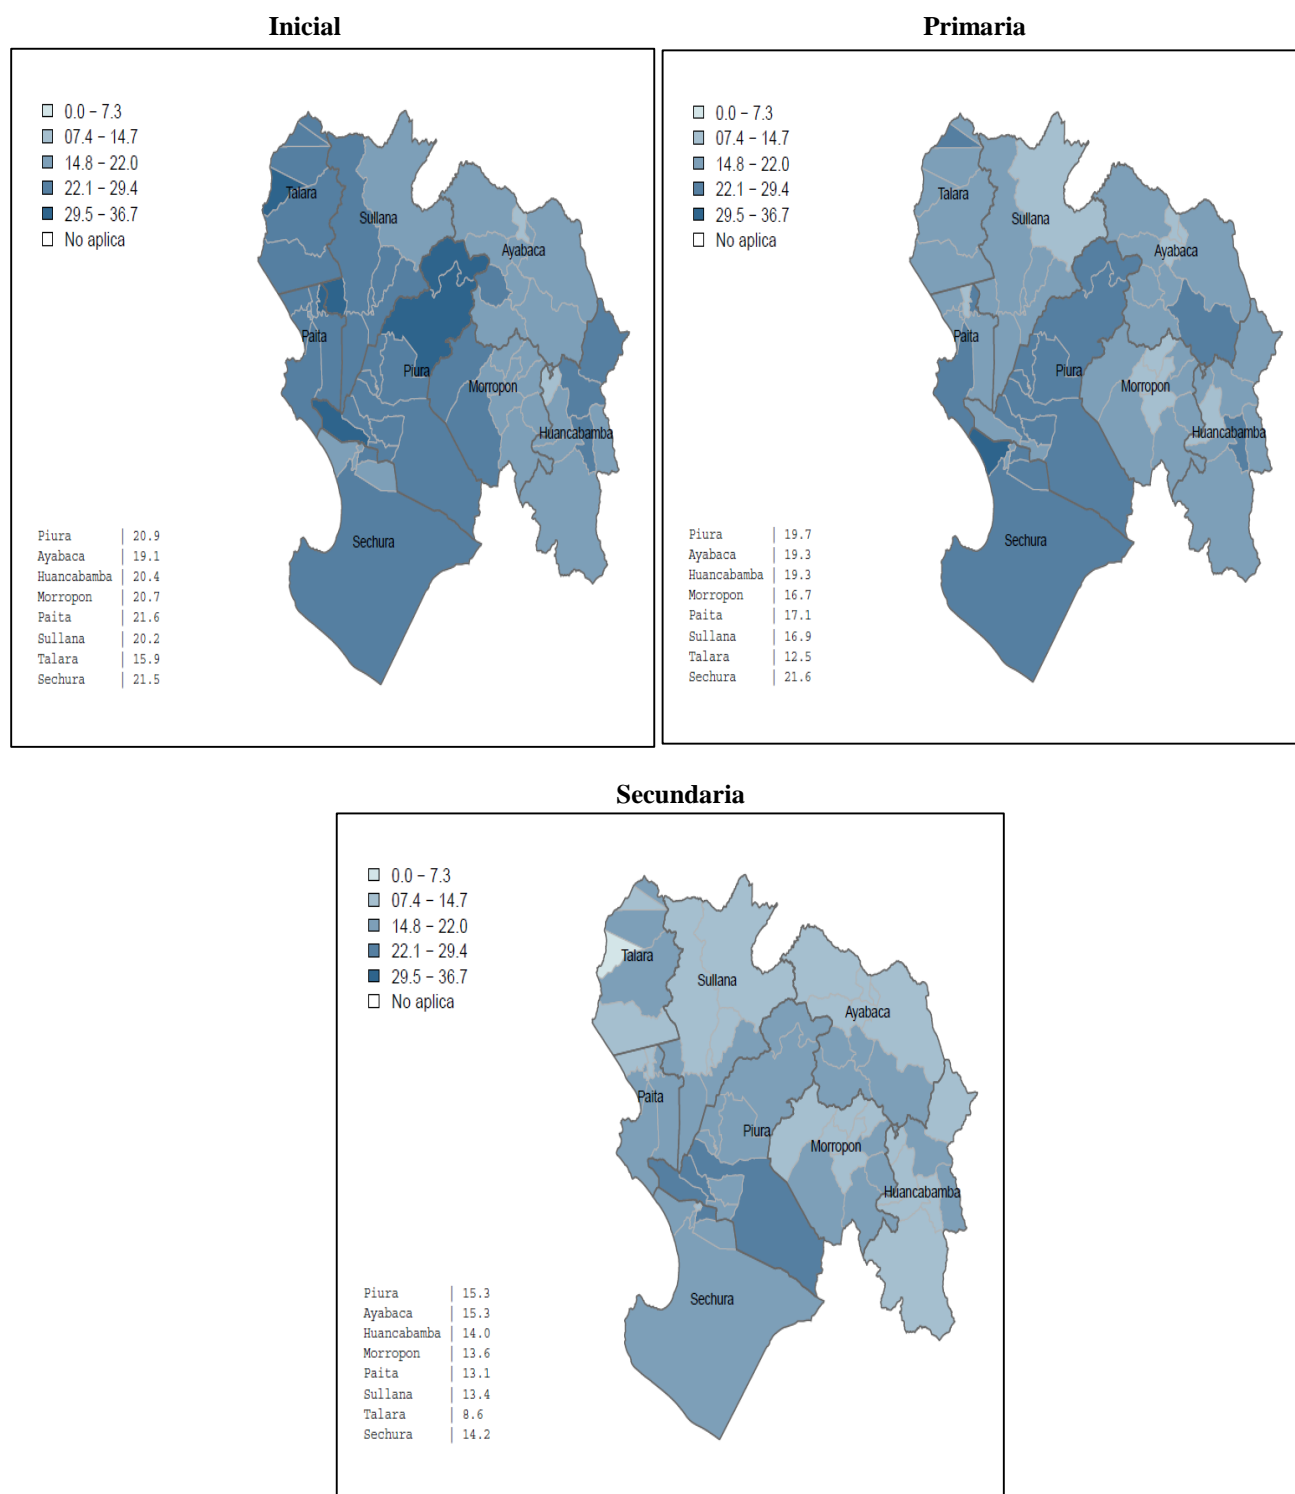 Inicial
0.0 – 7.3
07.4 – 14.7
14.8 – 22.0
22.1 – 29.4
29.5 – 36.7
No aplica
Talara
Sullana
Ayabaca
Paita
Piura
Morropon
Huancabamba
Sechura
Piura | 20.9
Ayabaca | 19.1
Huancabamba | 20.4
Morropon | 20.7
Paita | 21.6
Sullana | 20.2
Talara | 15.9
Sechura | 21.5
Primaria
0.0 – 7.3
07.4 – 14.7
14.8 – 22.0
22.1 – 29.4
29.5 – 36.7
No aplica
Talara
Sullana
Ayabaca
Paita
Piura
Morropon
Huancabamba
Sechura
Piura | 19.7
Ayabaca | 19.3
Huancabamba | 19.3
Morropon | 16.7
Paita | 17.1
Sullana | 16.9
Talara | 12.5
Sechura | 21.6
Secundaria
0.0 – 7.3
07.4 – 14.7
14.8 – 22.0
22.1 – 29.4
29.5 – 36.7
No aplica
Talara
Sullana
Ayabaca
Paita
Piura
Morropon
Huancabamba
Sechura
Piura | 15.3
Ayabaca | 15.3
Huancabamba | 14.0
Morropon | 13.6
Paita | 13.1
Sullana | 13.4
Talara | 8.6
Sechura | 14.2